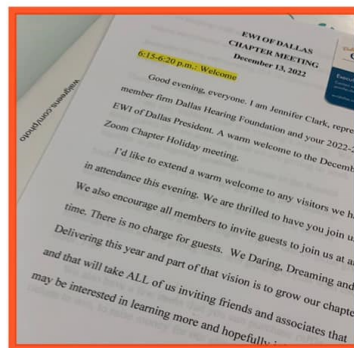 EWI OF DALLAS
CHAPTER MEETING
December 13, 2022
6:15-6:20 p.m.: Welcome
Good evening, everyone. I am Jennifer Clark, repre
member firm Dallas Hearing Foundation and your 2022-2
EWI of Dallas President. A warm welcome to the Decemb
Zoom Chapter Holiday meeting.
I'd like to extend a warm welcome to any visitors we h
in attendance this evening. We are thrilled to have you join u
We also encourage all members to invite guests to join us at a
time. There is no charge for guests. We Daring, Dreaming and
Delivering this year and part of that vision is to grow our chapte
and that will take ALL of us inviting friends and associates that
may be interested in learning more and hopefully
walgreens.com/photo